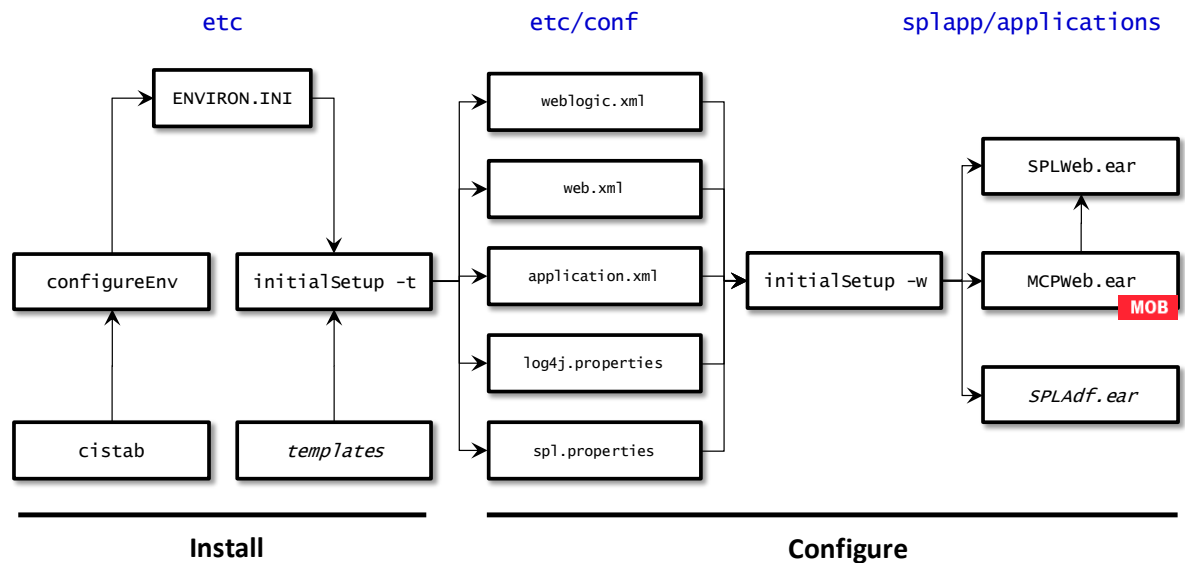 etc
etc/conf
splapp/applications
ENVIRON.INI
configureEnv
cistab
initialSetup -t
templates
weblogic.xml
web.xml
application.xml
log4j.properties
spl.properties
initialSetup -w
SPLWeb.ear
MCPWeb.ear
MOB
SPLAdf.ear
Install
Configure